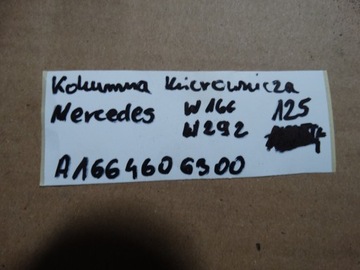 Kolumna Kierownicza
Mercedes W166 125
W292
A1664606300